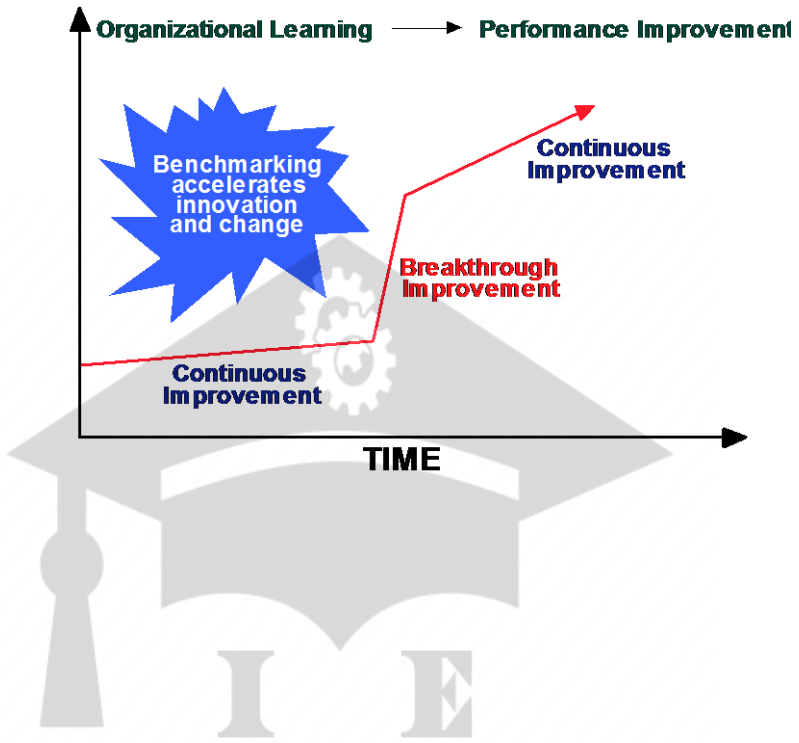 Organizational Learning
Performance Improvement
Benchmarking
accelerates
innovation
and change
Continuous
Improvement
Breakthrough
Improvement
Continuous
Improvement
TIME
I E